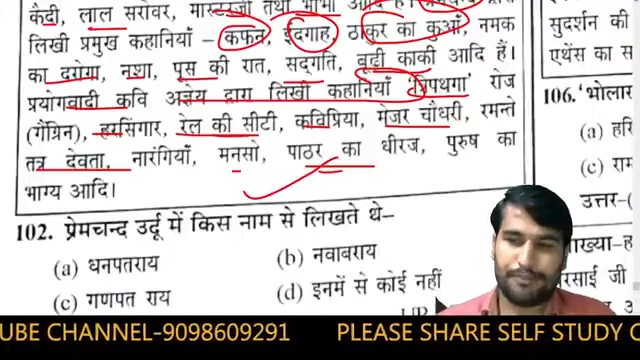 कैदी, लाल सरोवर, मास्टरजी तथा भाभी आदि हैं।
लिखी प्रमुख कहानियाँ – कफन, ईदगाह, ठाकुर का कुआँ, नमक
का दरोगा, नशा, पूस की रात, सद्गति, बूढ़ी काकी आदि हैं।
प्रयोगवादी कवि अज्ञेय द्वारा लिखी कहानियाँ 'विपथगा' रोज
(गैंग्रिन), हरसिंगार, रेल की सीटी, कविप्रिया, मेजर चौधरी, रमन्ते
तत्र देवता, नारंगियाँ, मनसो, पाठर का धीरज, पुरुष का
भाग्य आदि।
102. प्रेमचन्द उर्दू में किस नाम से लिखते थे–
(a) धनपतराय
(b) नवाबराय
(c) गणपत राय
(d) इनमें से कोई नहीं
सुदर्शन की
एथेंस का स
106. 'भोलार
(a) हरि
(c) राम
उत्तर–(
UBE CHANNEL-9098609291
PLEASE SHARE SELF STUDY C